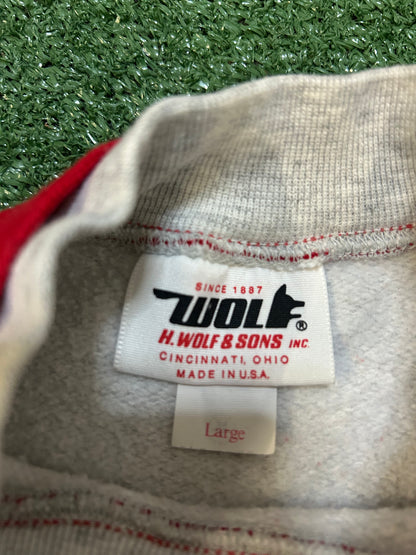 SINCE 1887
WOLF®
H. WOLF & SONS INC.
CINCINNATI, OHIO
MADE IN U.S.A.
Large